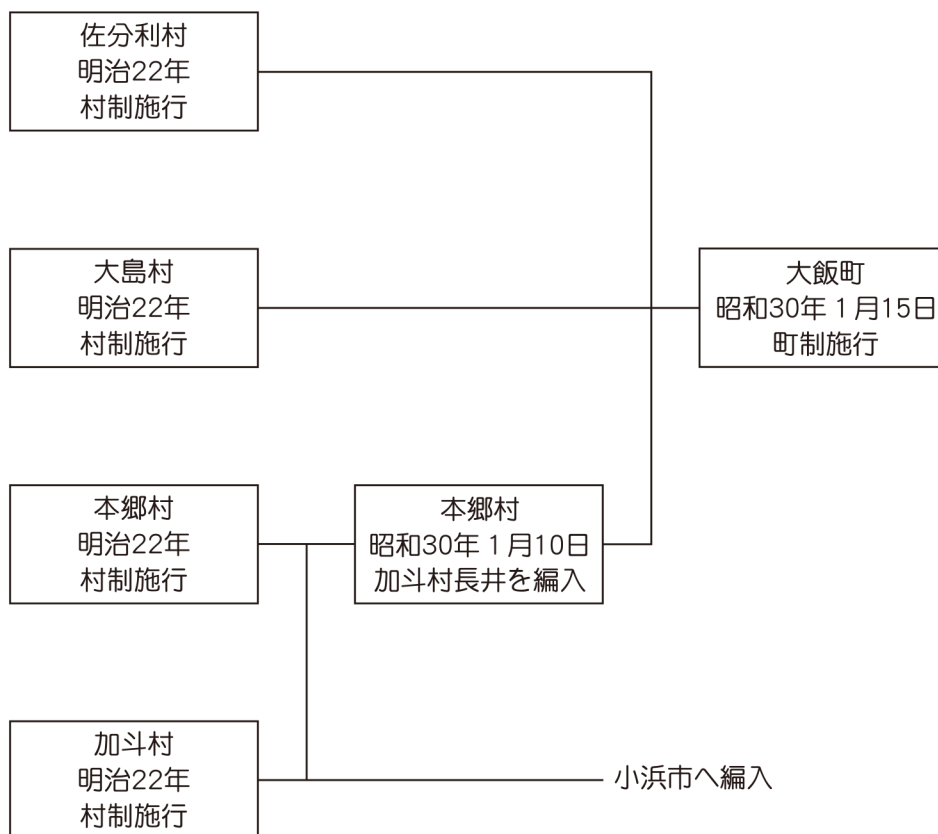 佐分利村
明治22年
村制施行
大島村
明治22年
村制施行
大飯町
昭和30年１月15日
町制施行
本郷村
明治22年
村制施行
本郷村
昭和30年１月10日
加斗村長井を編入
加斗村
明治22年
村制施行
小浜市へ編入